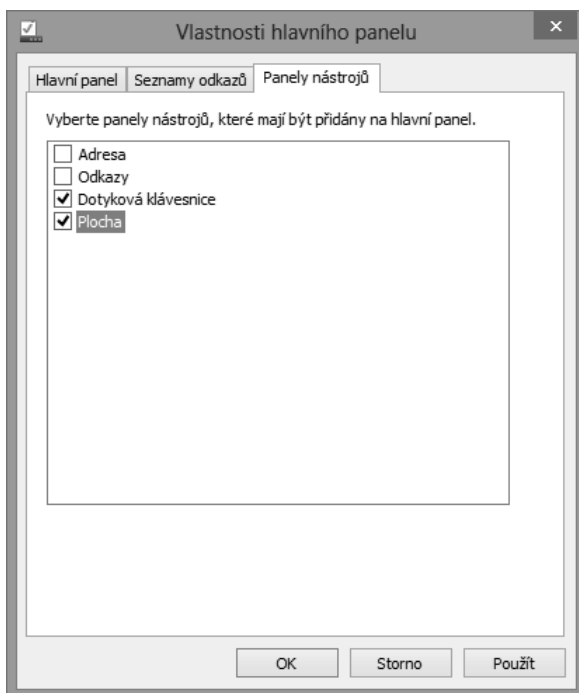 Vlastnosti hlavního panelu
Hlavní panel Seznamy odkazů Panely nástrojů
Vyberte panely nástrojů, které mají být přidány na hlavní panel.
Adresa
Odkazy
Dotyková klávesnice
Plocha
OK Storno Použít